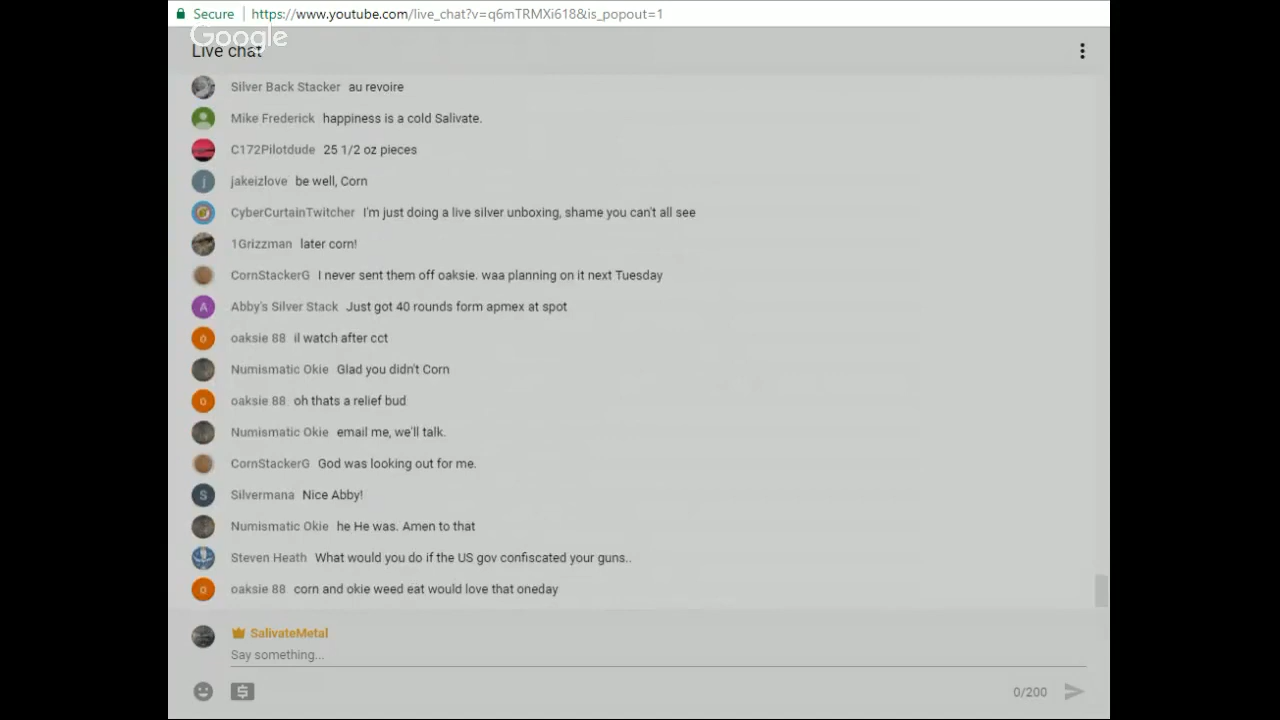 Secure https://www.youtube.com/live_chat?v=q6mTRMXi618&is_popout=1
Google
Live chat
Silver Back Stacker au revoire
Mike Frederick happiness is a cold Salivate.
C172Pilotdude 25 1/2 oz pieces
j jakeizlove be well, Corn
CyberCurtainTwitcher I'm just doing a live silver unboxing, shame you can't all see
1Grizzman later corn!
CornStackerG I never sent them off oaksie. waa planning on it next Tuesday
A Abby's Silver Stack Just got 40 rounds form apmex at spot
o oaksie 88 il watch after cct
Numismatic Okie Glad you didn't Corn
o oaksie 88 oh thats a relief bud
Numismatic Okie email me, we'll talk.
CornStackerG God was looking out for me.
S Silvermana Nice Abby!
Numismatic Okie he He was. Amen to that
Steven Heath What would you do if the US gov confiscated your guns..
o oaksie 88 corn and okie weed eat would love that oneday
SalivateMetal
Say something...
$ 0/200